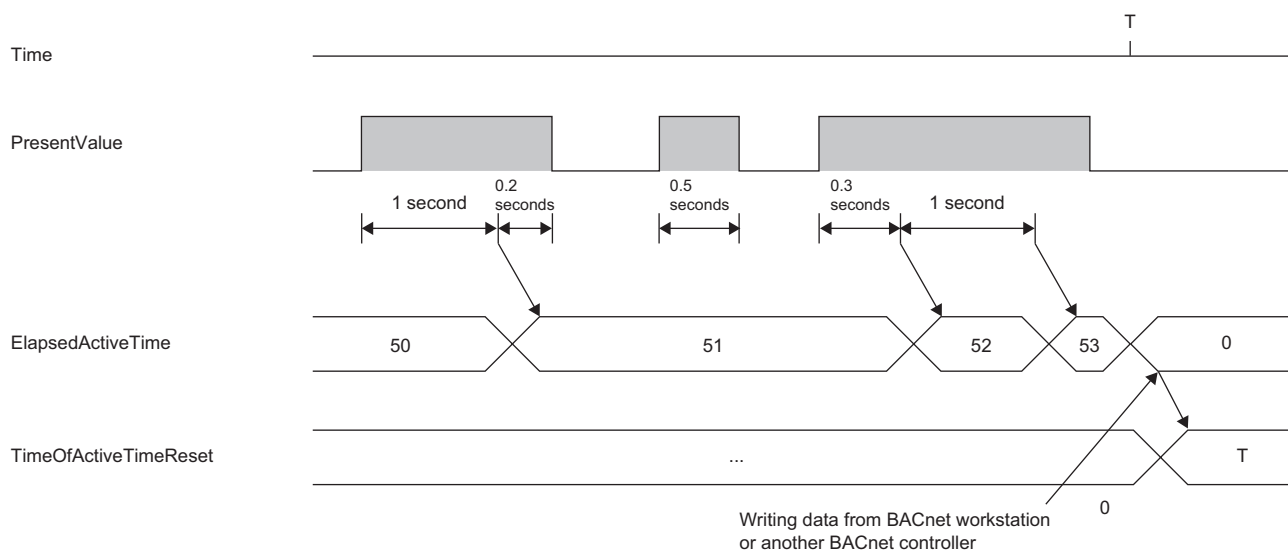 T
Time
PresentValue
1 second
0.2
seconds
0.5
seconds
0.3
seconds
1 second
ElapsedActiveTime
50
51
52
53
0
TimeOfActiveTimeReset
...
T
0
Writing data from BACnet workstation
or another BACnet controller